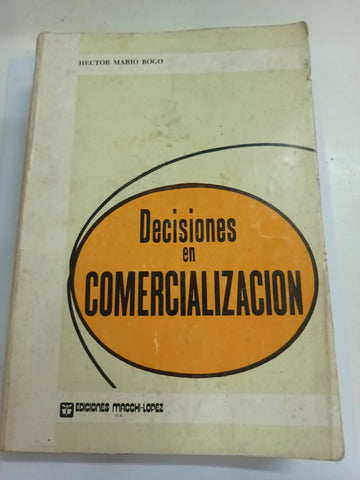 HECTOR MARIO BOGO
Decisiones
en
COMERCIALIZACION
EDICIONES MACCHI-LOPEZ
S.A.